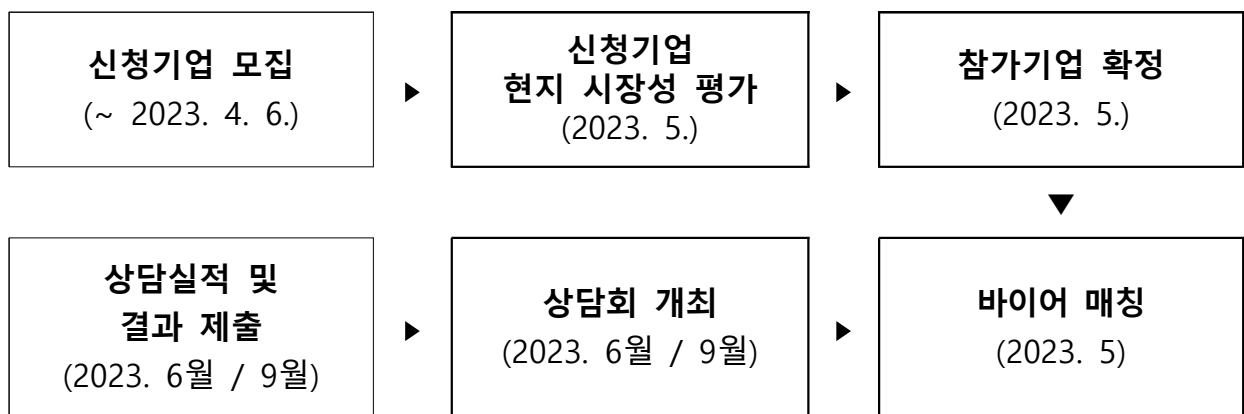 신청기업 모집
(~ 2023. 4. 6.)
▶
신청기업
현지 시장성 평가
(2023. 5.)
▶
참가기업 확정
(2023. 5.)
▼
상담실적 및
결과 제출
(2023. 6월 / 9월)
▶
상담회 개최
(2023. 6월 / 9월)
▶
바이어 매칭
(2023. 5)